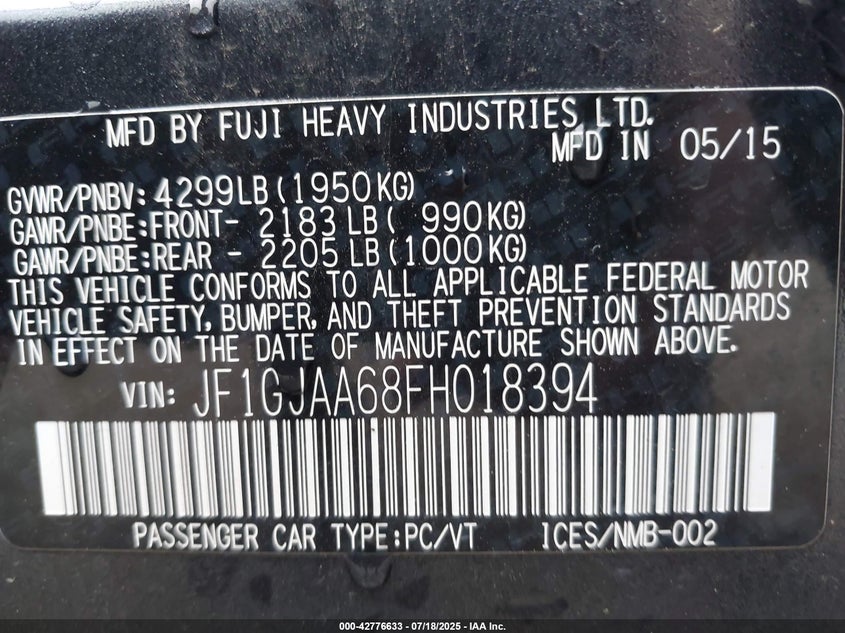 MFD BY FUJI HEAVY INDUSTRIES LTD.
MFD IN 05/15
GVWR/PNBV: 4299LB (1950KG)
GAWR/PNBE:FRONT- 2183 LB ( 990KG)
GAWR/PNBE:REAR - 2205 LB (1000KG)
THIS VEHICLE CONFORMS TO ALL APPLICABLE FEDERAL MOTOR
VEHICLE SAFETY, BUMPER, AND THEFT PREVENTION STANDARDS
IN EFFECT ON THE DATE OF MANUFACTURE SHOWN ABOVE.
VIN: JF1GJAA68FH018394
PASSENGER CAR TYPE:PC/VT ICES/NMB-002
000-42776633 - 07/18/2025 - IAA Inc.